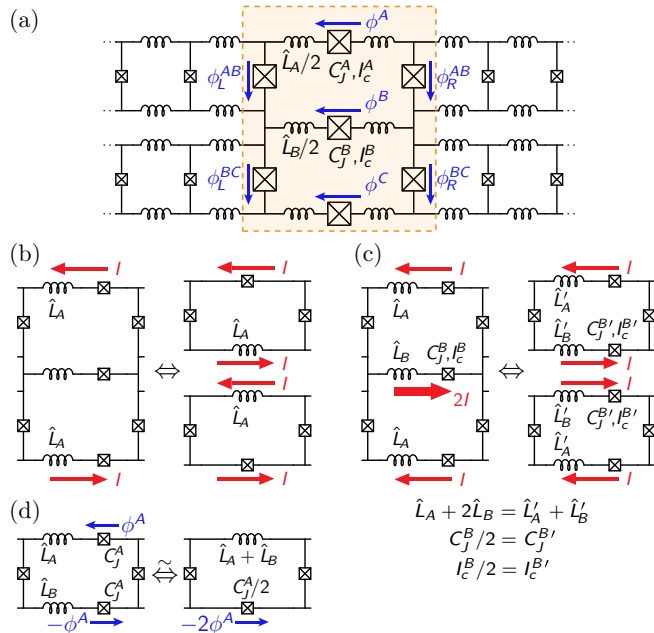 (a)
ϕ^A
L̂_A/2 C_J^A, I_c^A
ϕ_L^AB ϕ_R^AB
ϕ^B
L̂_B/2 C_J^B, I_c^B
ϕ_L^BC ϕ^C ϕ_R^BC
(b) (c)
I I I I
L̂_A L̂_A L̂_A L̂'_A
L̂_B C_J^B, I_c^B L̂'_B C_J^B′, I_c^B′
⇔ I ⇔ I
I 2I I
L̂_A L̂'_B C_J^B′, I_c^B′
L̂_A L̂_A L̂'_A
I I I I
(d)
ϕ^A
L̂_A C_J^A L̂_A + L̂_B
⇔̃
L̂_B C_J^A C_J^A/2
−ϕ^A −2ϕ^A
L̂_A + 2L̂_B = L̂'_A + L̂'_B
C_J^B/2 = C_J^B′
I_c^B/2 = I_c^B′